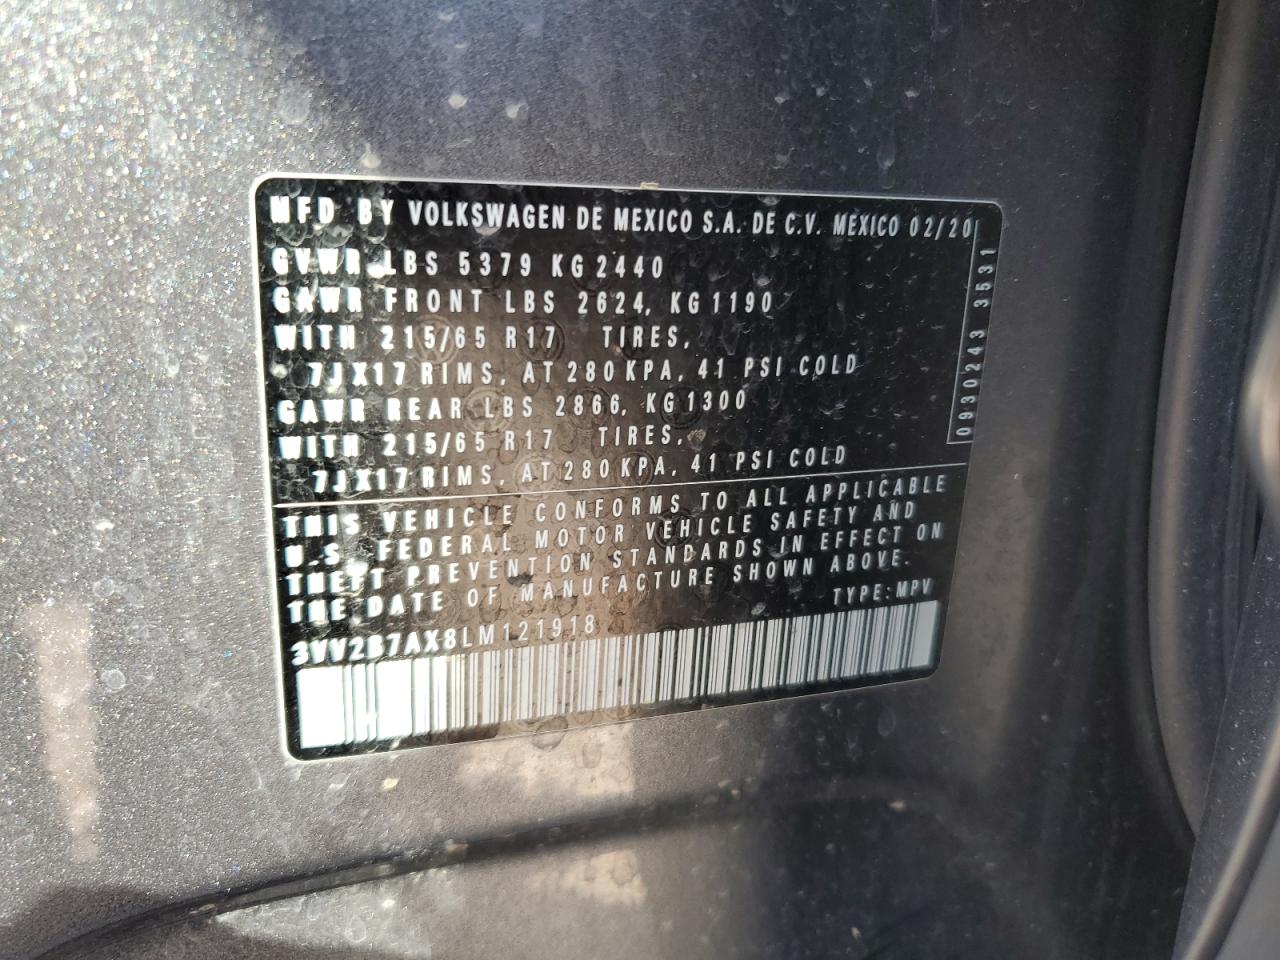 MFD BY VOLKSWAGEN DE MEXICO S.A. DE C.V. MEXICO 02/20
GVWR LBS 5379 KG 2440
GAWR FRONT LBS 2624, KG 1190
WITH 215/65 R17 TIRES,
7JX17 RIMS, AT 280 KPA, 41 PSI COLD
GAWR REAR LBS 2866, KG 1300
WITH 215/65 R17 TIRES,
7JX17 RIMS, AT 280 KPA, 41 PSI COLD
0930243 3531
THIS VEHICLE CONFORMS TO ALL APPLICABLE
U.S. FEDERAL MOTOR VEHICLE SAFETY AND
THEFT PREVENTION STANDARDS IN EFFECT ON
THE DATE OF MANUFACTURE SHOWN ABOVE.
TYPE: MPV
3VV2B7AX8LM121918